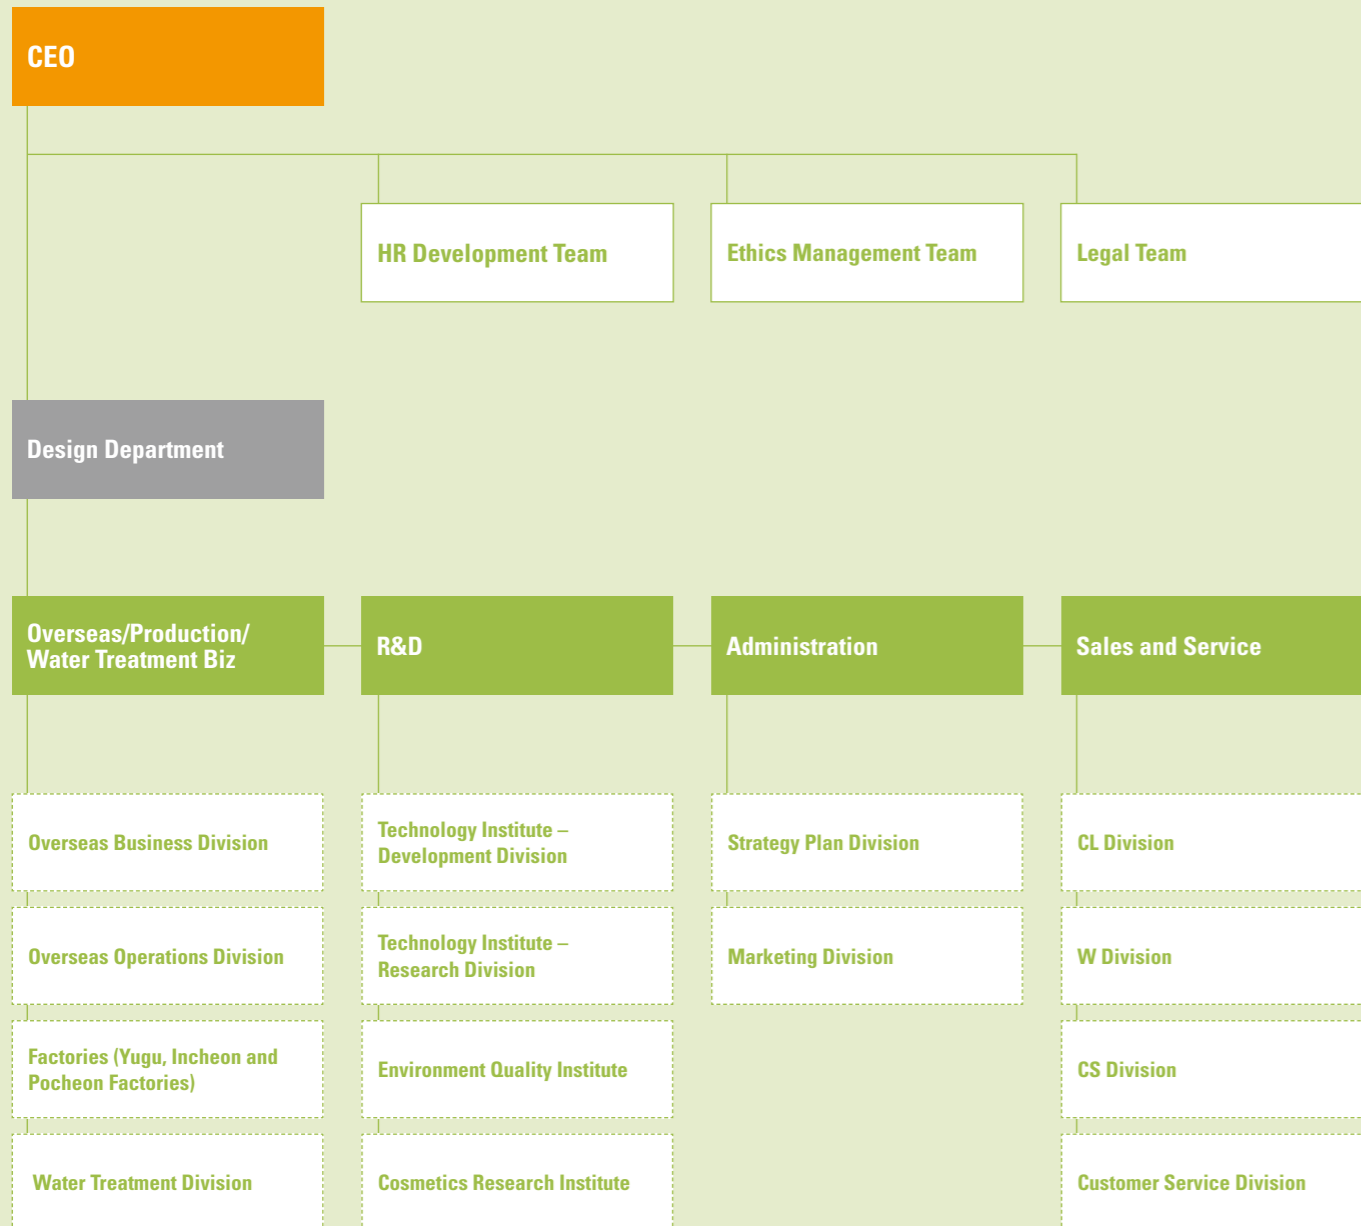 CEO
HR Development Team
Ethics Management Team
Legal Team
Design Department
Overseas/Production/
Water Treatment Biz
R&D
Administration
Sales and Service
Overseas Business Division
Technology Institute –
Development Division
Strategy Plan Division
CL Division
Overseas Operations Division
Technology Institute –
Research Division
Marketing Division
W Division
Factories (Yugu, Incheon and
Pocheon Factories)
Environment Quality Institute
CS Division
Water Treatment Division
Cosmetics Research Institute
Customer Service Division